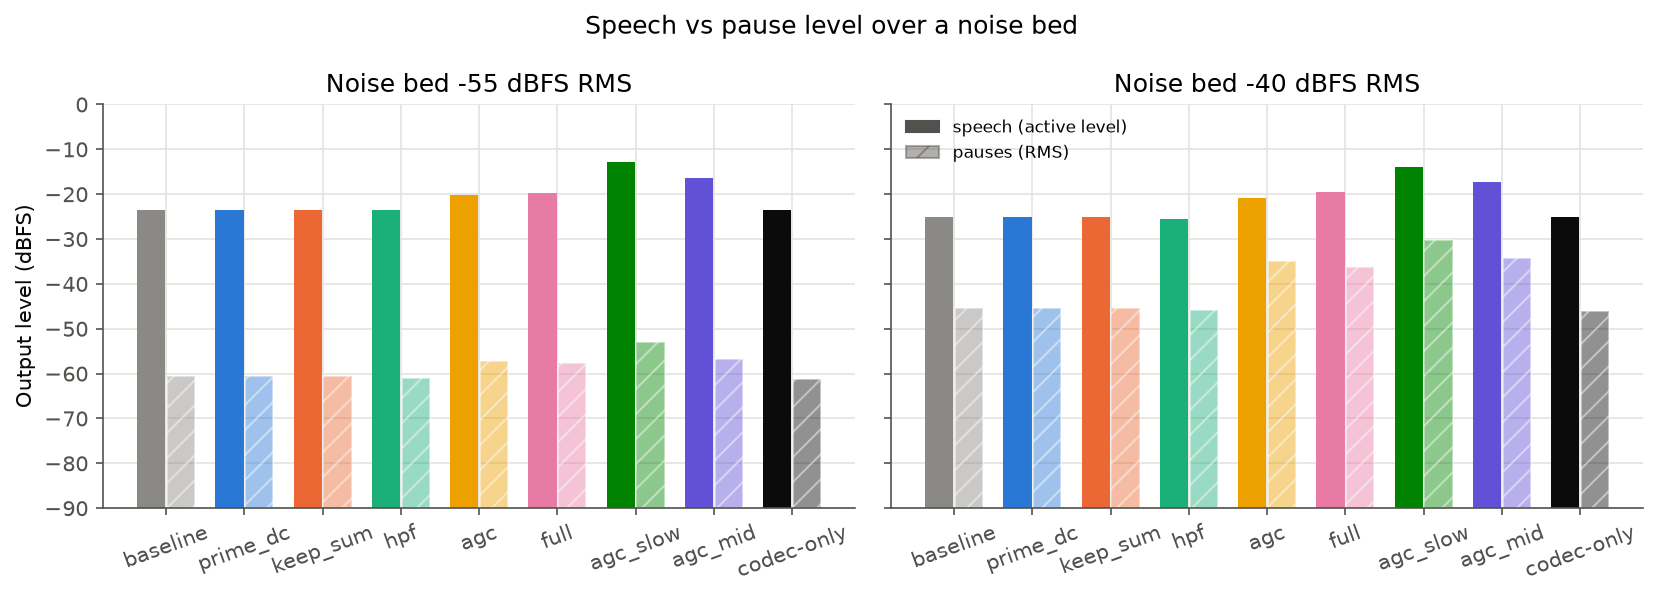 Speech vs pause level over a noise bed
Noise bed -55 dBFS RMS
Output level (dBFS)
0
−10
−20
−30
−40
−50
−60
−70
−80
−90
baseline
prime_dc
keep_sum
hpf
agc
full
agc_slow
agc_mid
codec-only
Noise bed -40 dBFS RMS
speech (active level)
pauses (RMS)
baseline
prime_dc
keep_sum
hpf
agc
full
agc_slow
agc_mid
codec-only